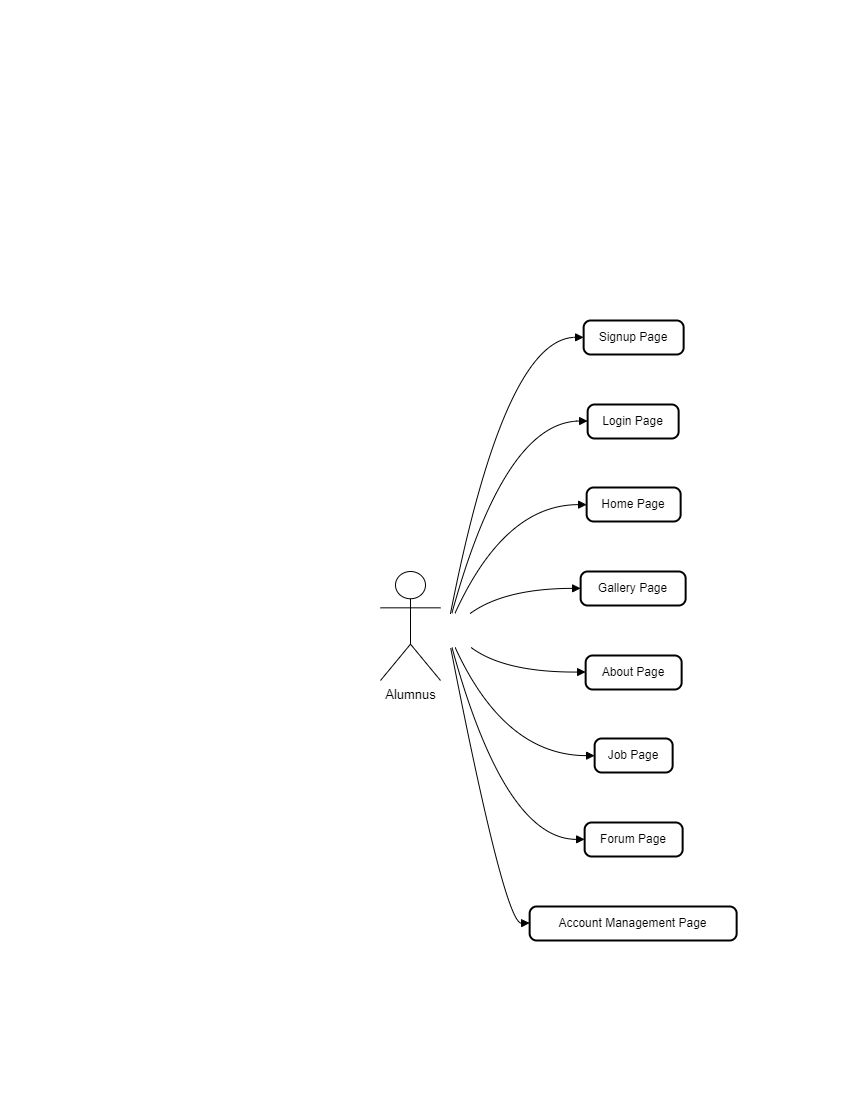 Signup Page
Login Page
Home Page
Gallery Page
About Page
Alumnus
Job Page
Forum Page
Account Management Page